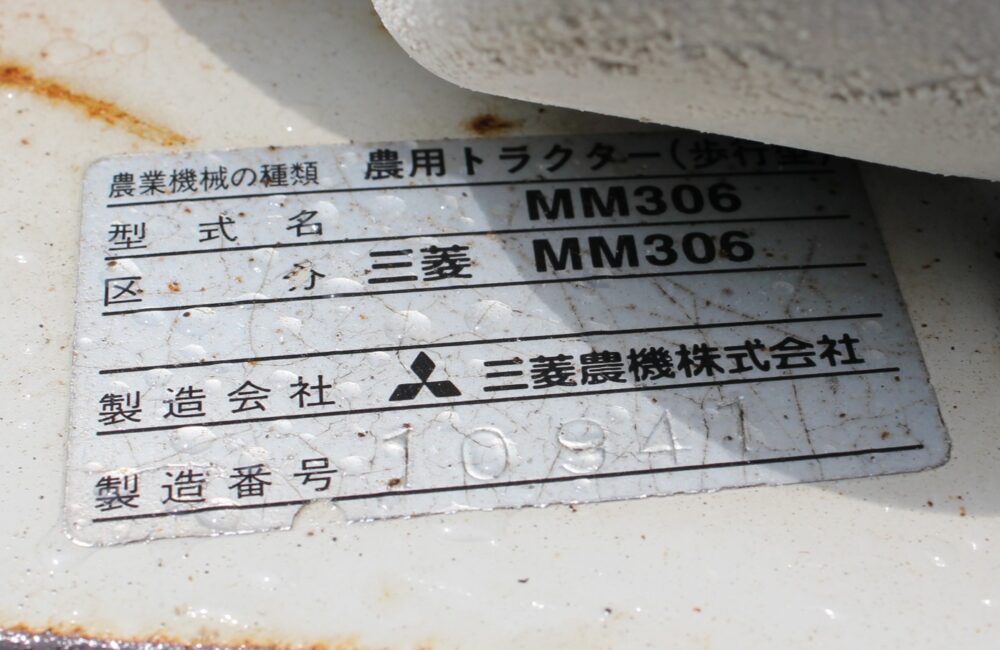 農業機械の種類 農用トラクター(歩行型)
型式名 MM306
区分 三菱 MM306
製造会社 三菱農機株式会社
製造番号 10941